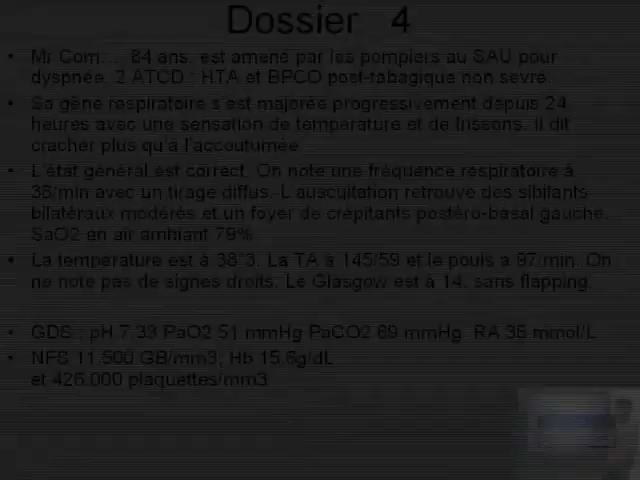 Dossier 4
• Mr Com… 84 ans, est amené par les pompiers au SAU pour
dyspnée. 2 ATCD : HTA et BPCO post-tabagique non sevré.
• Sa gêne respiratoire s'est majorée progressivement depuis 24
heures avec une sensation de température et de frissons. Il dit
cracher plus qu'à l'accoutumée
• L'état général est correct. On note une fréquence respiratoire à
36/min avec un tirage diffus. L'auscultation retrouve des sibilants
bilatéraux modérés et un foyer de crépitants postéro-basal gauche.
SaO2 en air ambiant 79%
• La température est à 38°3. La TA à 145/59 et le pouls à 97/min. On
ne note pas de signes droits. Le Glasgow est à 14, sans flapping.
• GDS : pH 7,33 PaO2 51 mmHg PaCO2 69 mmHg RA 35 mmol/L
• NFS 11.500 GB/mm3, Hb 15,6g/dL
et 426.000 plaquettes/mm3